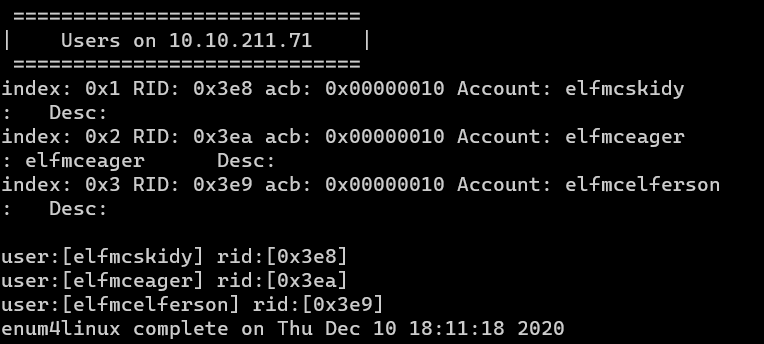 =============================
|    Users on 10.10.211.71    |
 =============================
index: 0x1 RID: 0x3e8 acb: 0x00000010 Account: elfmcskidy
:   Desc:
index: 0x2 RID: 0x3ea acb: 0x00000010 Account: elfmceager
: elfmceager      Desc:
index: 0x3 RID: 0x3e9 acb: 0x00000010 Account: elfmcelferson
:   Desc:

user:[elfmcskidy] rid:[0x3e8]
user:[elfmceager] rid:[0x3ea]
user:[elfmcelferson] rid:[0x3e9]
enum4linux complete on Thu Dec 10 18:11:18 2020